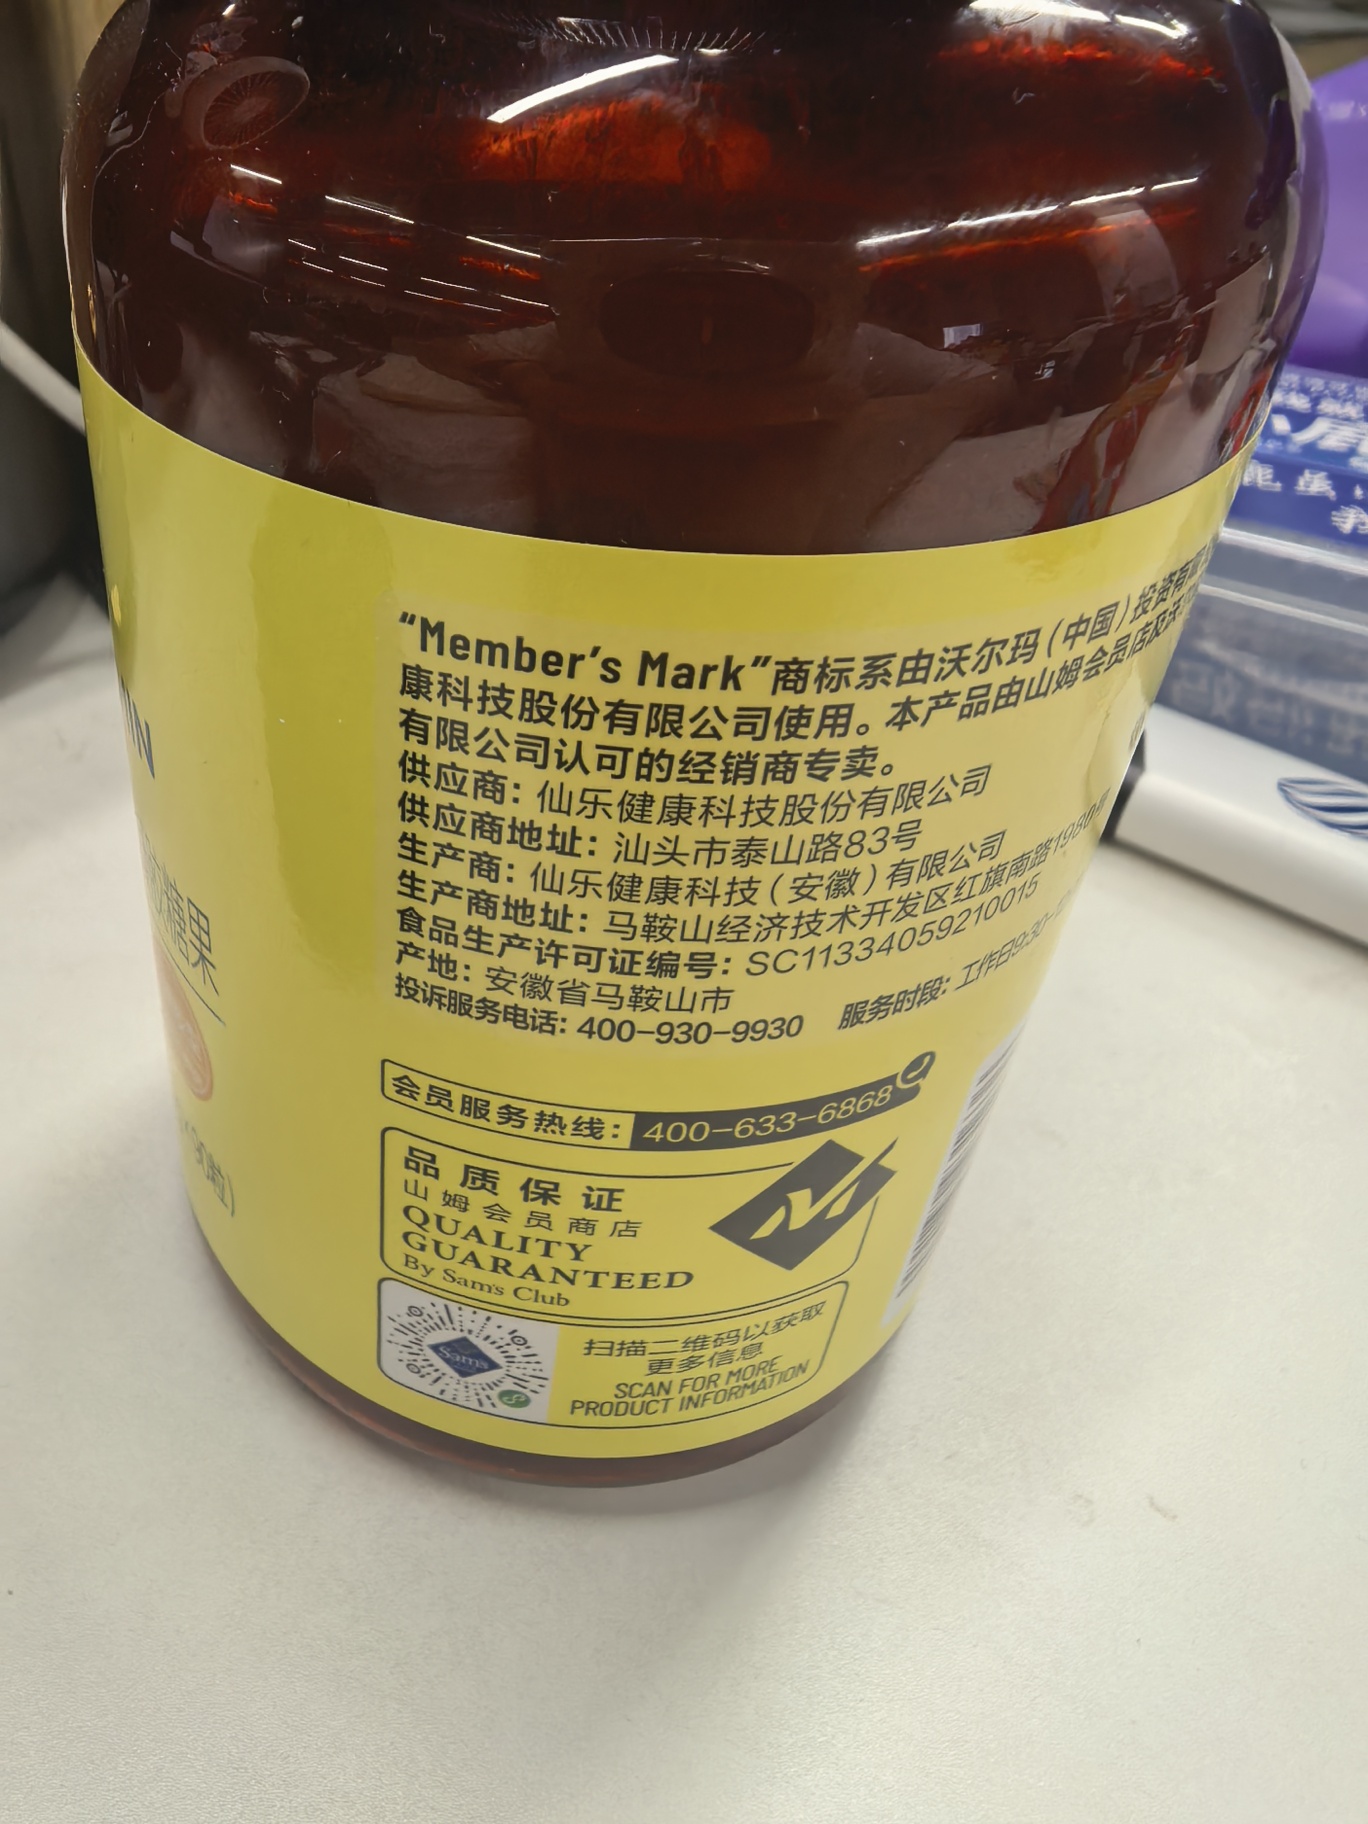 “Member’s Mark”商标系由沃尔玛（中国）投资有限
康科技股份有限公司使用。本产品由山姆会员店及沃
有限公司认可的经销商专卖。
供应商：仙乐健康科技股份有限公司
供应商地址：汕头市泰山路83号
生产商：仙乐健康科技（安徽）有限公司
生产商地址：马鞍山经济技术开发区红旗南路1980号
食品生产许可证编号：SC11334059210015
产地：安徽省马鞍山市
投诉服务电话：400-930-9930 服务时段：工作日9:30-
会员服务热线：400-633-6868
品质保证
山姆会员商店
QUALITY
GUARANTEED
By Sam's Club
Sam's
扫描二维码以获取
更多信息
SCAN FOR MORE
PRODUCT INFORMATION
糖果
90粒)